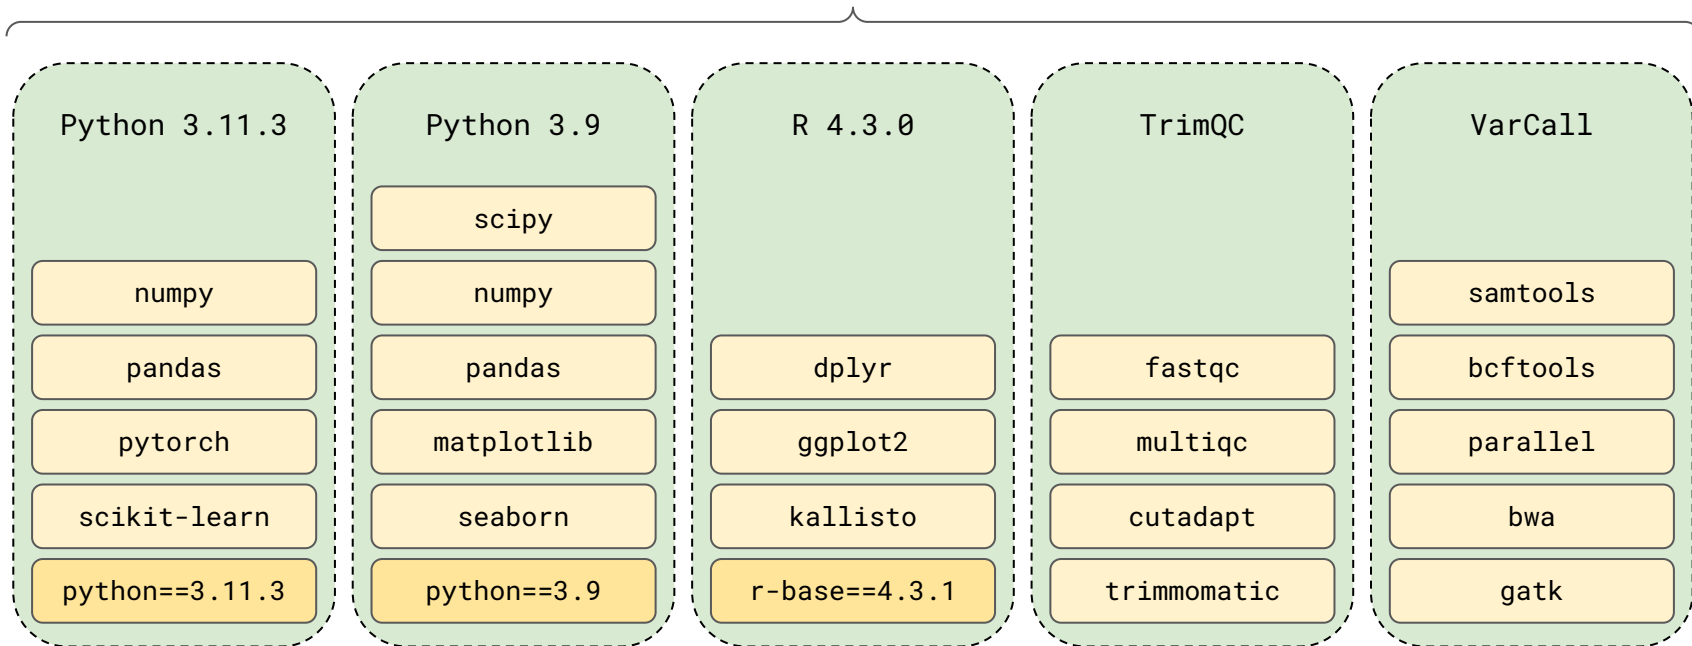 Python 3.11.3
numpy
pandas
pytorch
scikit-learn
python==3.11.3
Python 3.9
scipy
numpy
pandas
matplotlib
seaborn
python==3.9
R 4.3.0
dplyr
ggplot2
kallisto
r-base==4.3.1
TrimQC
fastqc
multiqc
cutadapt
trimmomatic
VarCall
samtools
bcftools
parallel
bwa
gatk